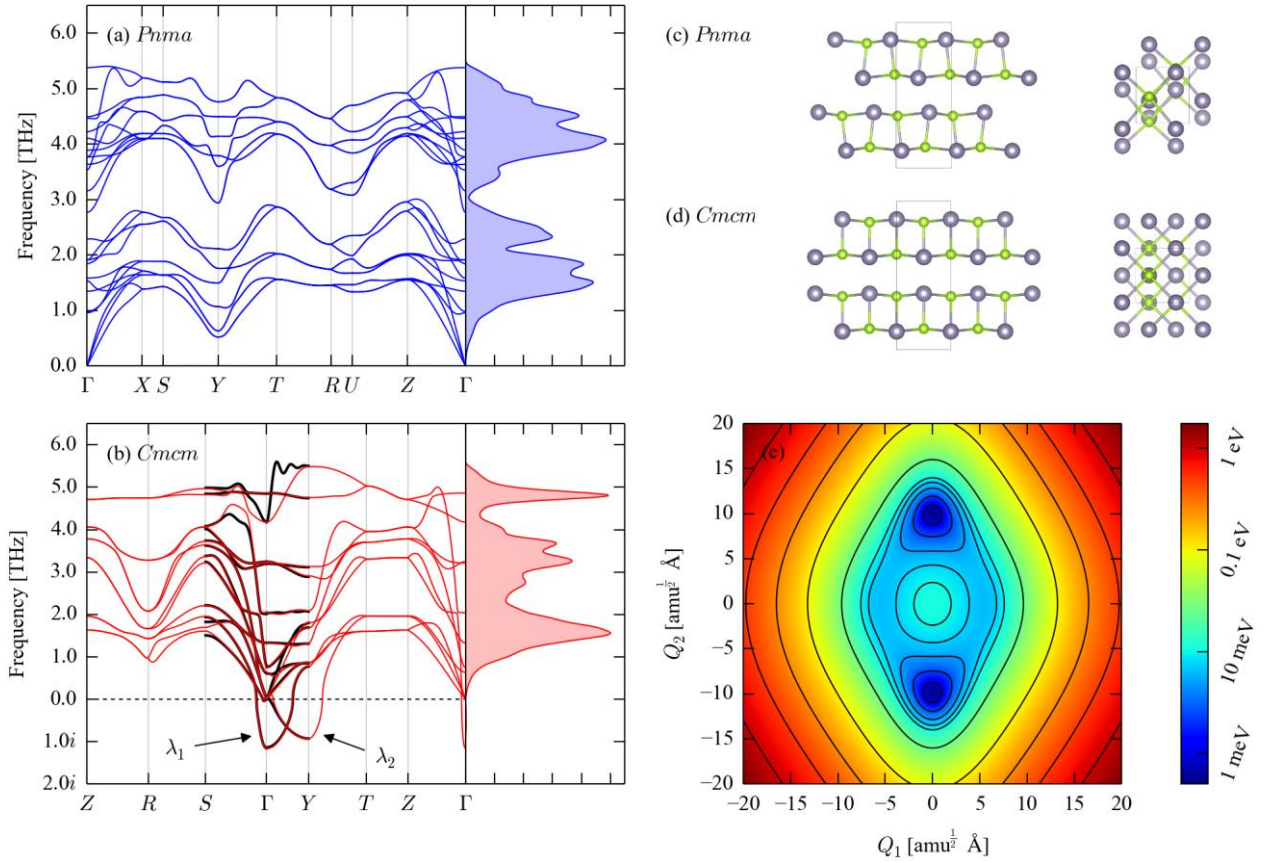 (a) Pnma
Frequency [THz]
6.0
5.0
4.0
3.0
2.0
1.0
0.0
Γ X S Y T R U Z Γ
(b) Cmcm
Frequency [THz]
6.0
5.0
4.0
3.0
2.0
1.0
0.0
1.0i
2.0i
λ₁
λ₂
Z R S Γ Y T Z Γ
(c) Pnma
(d) Cmcm
(e)
Q₂ [amu^½ Å]
20
15
10
5
0
−5
−10
−15
−20
−20 −15 −10 −5 0 5 10 15 20
Q₁ [amu^½ Å]
1 eV
0.1 eV
10 meV
1 meV